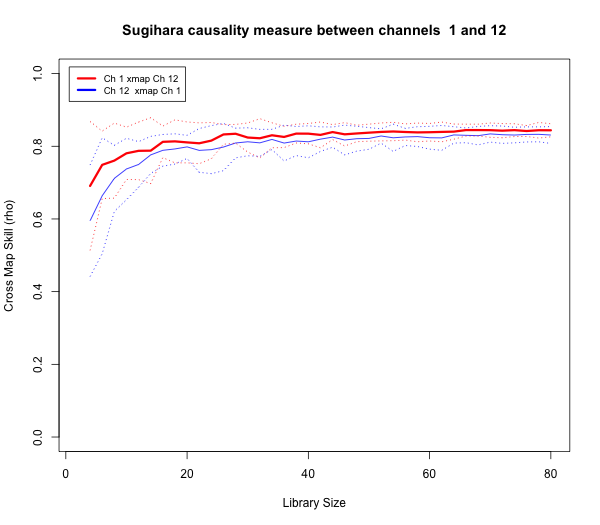 Sugihara causality measure between channels  1 and 12
Ch 1 xmap Ch 12
Ch 12  xmap Ch 1
Cross Map Skill (rho)
1.0
0.8
0.6
0.4
0.2
0.0
0 20 40 60 80
Library Size